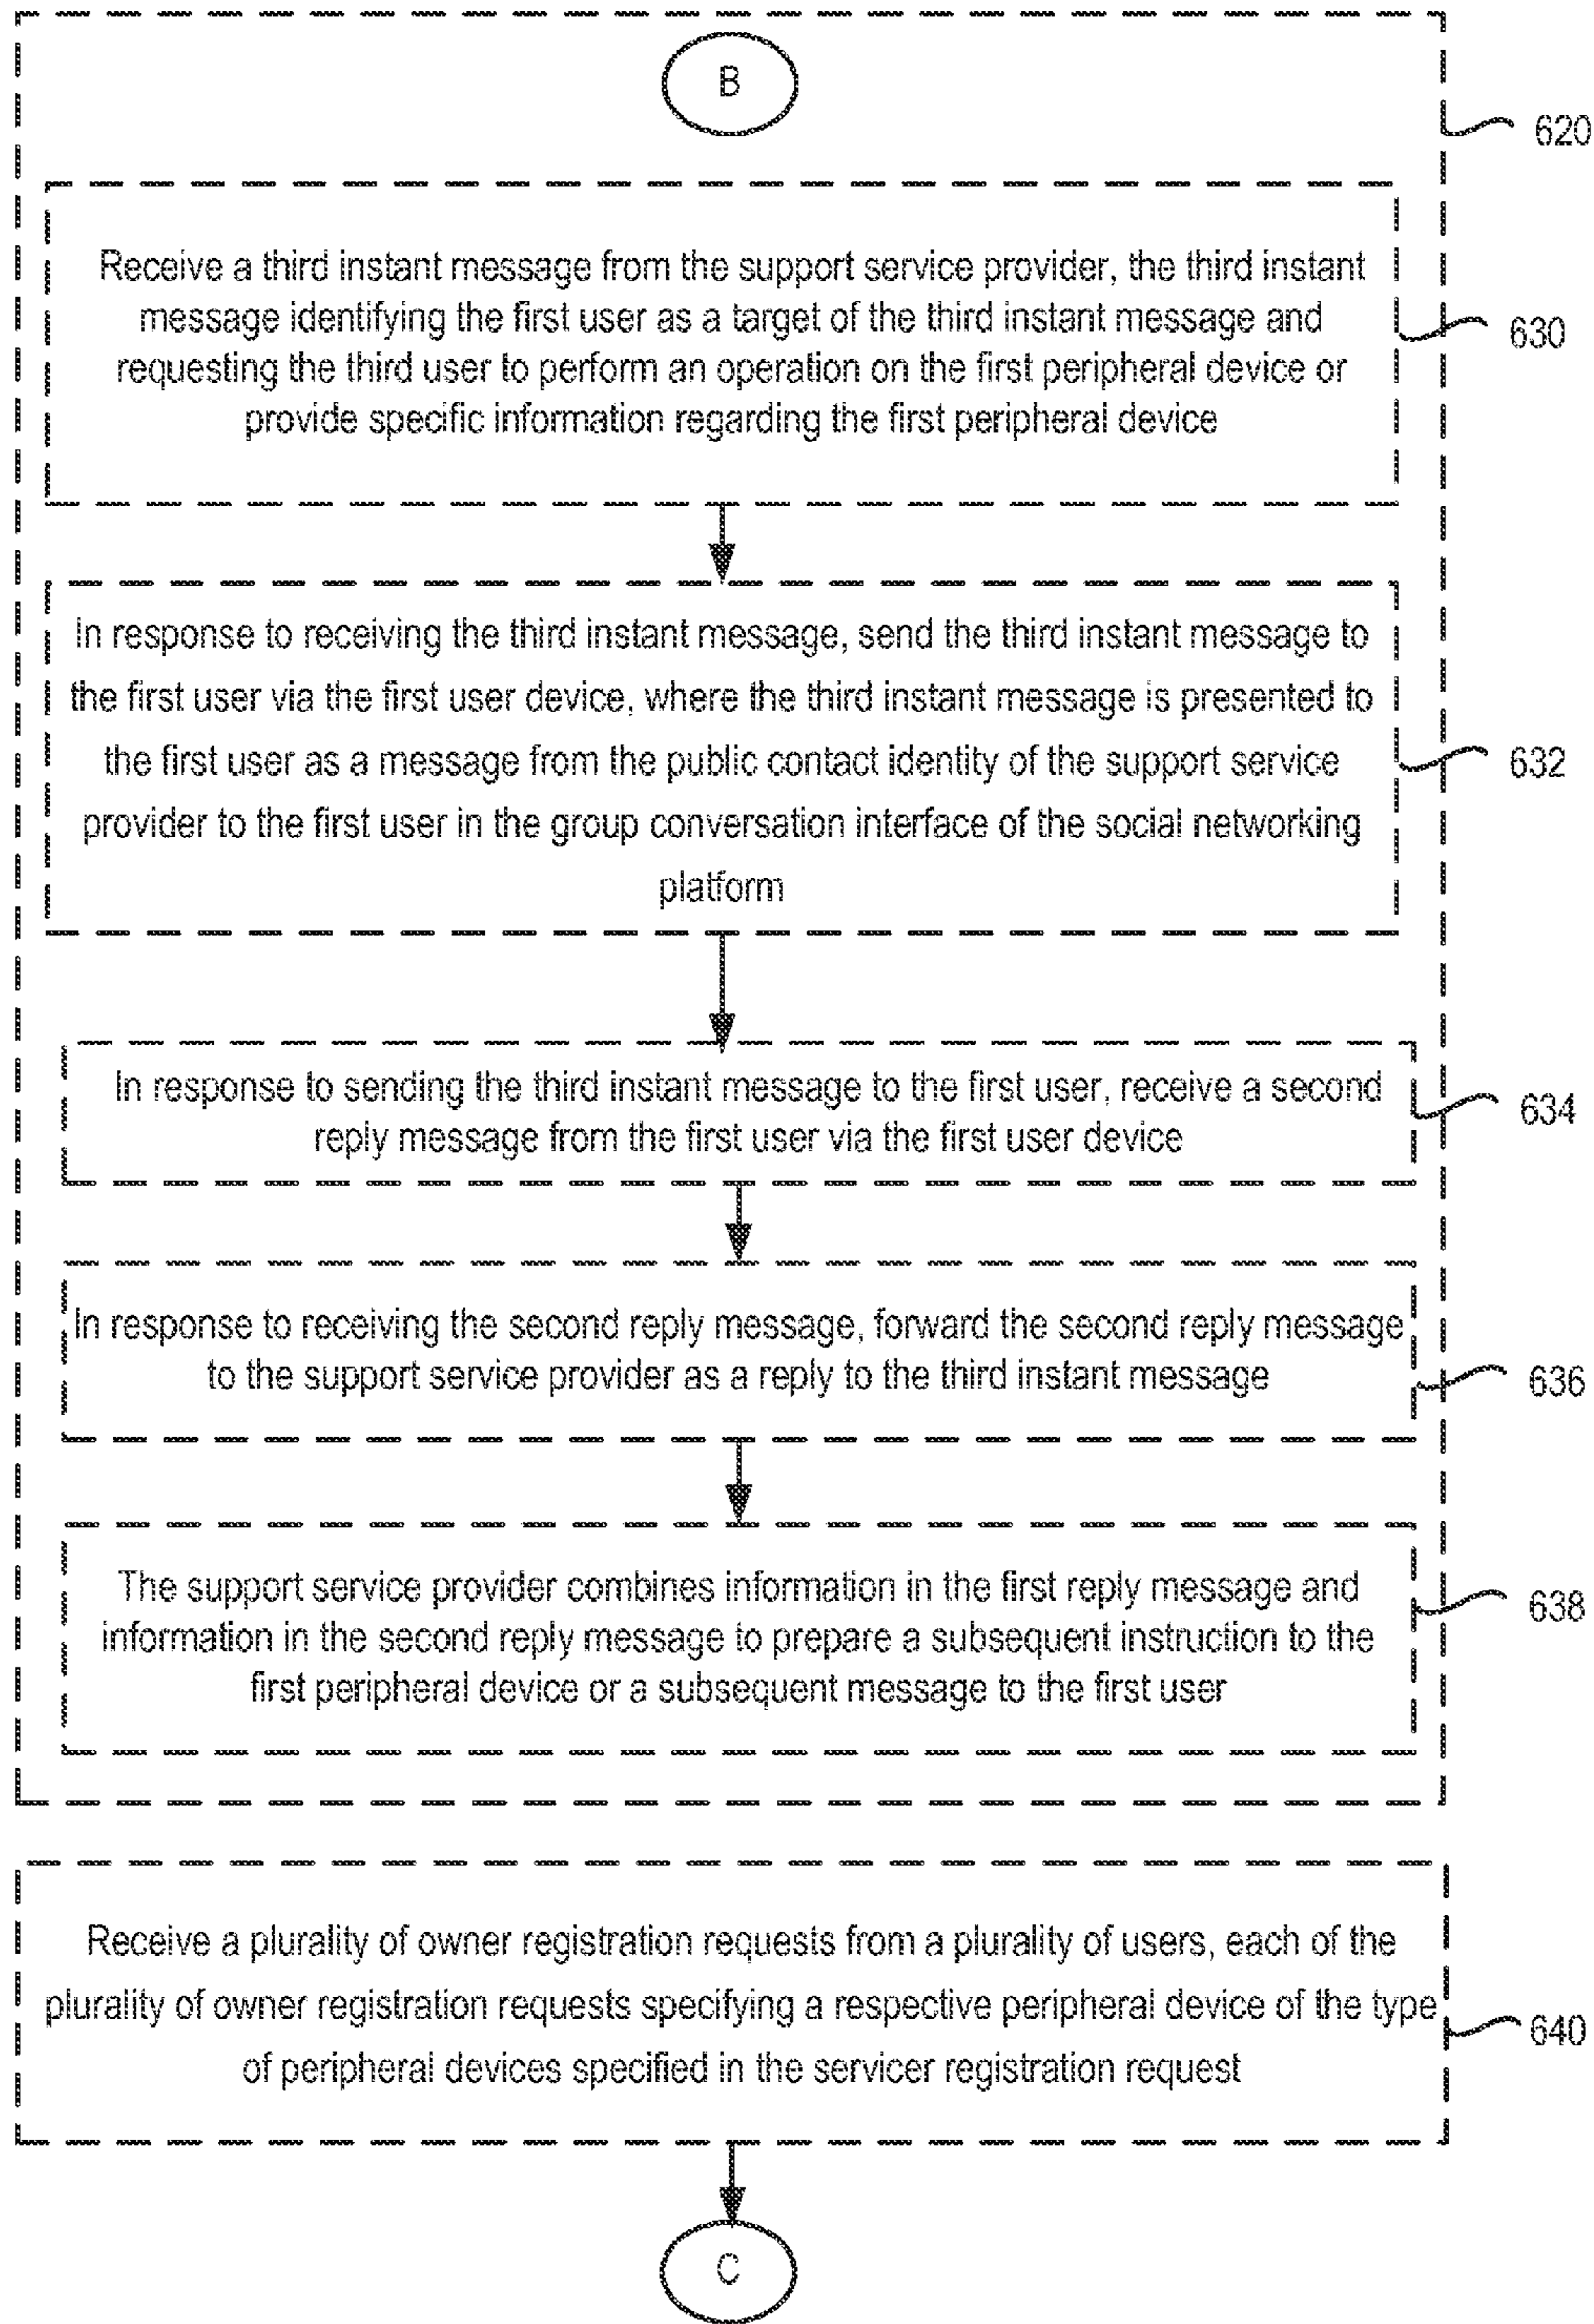 B
620
Receive a third instant message from the support service provider, the third instant
message identifying the first user as a target of the third instant message and
requesting the third user to perform an operation on the first peripheral device or
provide specific information regarding the first peripheral device
630
In response to receiving the third instant message, send the third instant message to
the first user via the first user device, where the third instant message is presented to
the first user as a message from the public contact identity of the support service
provider to the first user in the group conversation interface of the social networking
platform
632
In response to sending the third instant message to the first user, receive a second
reply message from the first user via the first user device
634
In response to receiving the second reply message, forward the second reply message
to the support service provider as a reply to the third instant message
636
The support service provider combines information in the first reply message and
information in the second reply message to prepare a subsequent instruction to the
first peripheral device or a subsequent message to the first user
638
Receive a plurality of owner registration requests from a plurality of users, each of the
plurality of owner registration requests specifying a respective peripheral device of the type
of peripheral devices specified in the servicer registration request
640
C